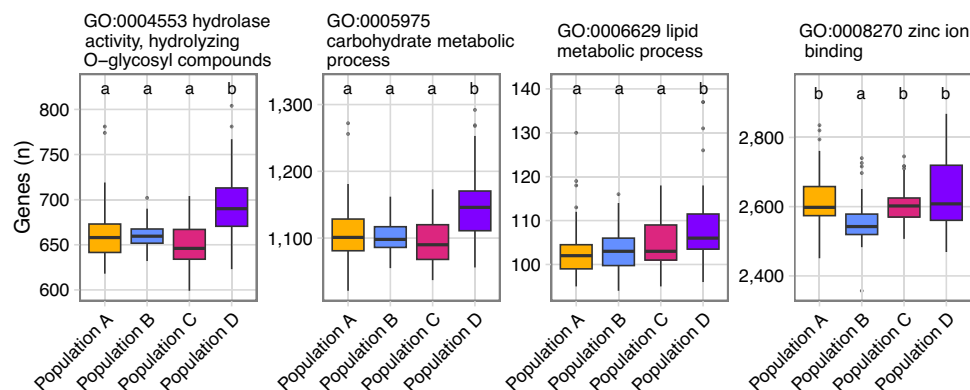 GO:0004553 hydrolase
activity, hydrolyzing
O−glycosyl compounds
GO:0005975
carbohydrate metabolic
process
GO:0006629 lipid
metabolic process
GO:0008270 zinc ion
binding
Genes (n)
800
700
650
600
a a a b
1,300
1,200
1,100
a a a b
140
130
120
110
100
a a a b
2,800
2,600
2,400
b a b b
Population A
Population B
Population C
Population D
Population A
Population B
Population C
Population D
Population A
Population B
Population C
Population D
Population A
Population B
Population C
Population D